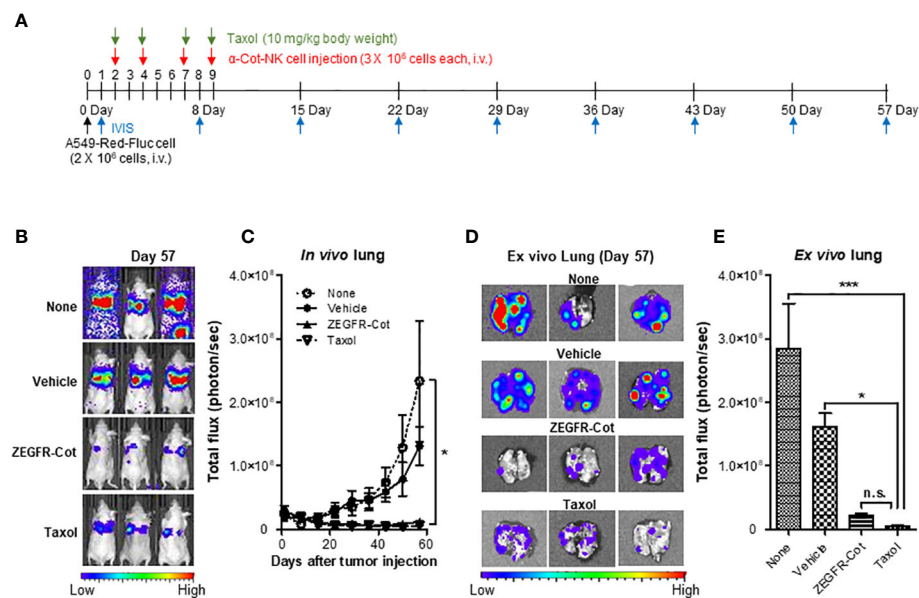 A
Taxol (10 mg/kg body weight)
α-Cot-NK cell injection (3 X 10⁶ cells each, i.v.)
0 1 2 3 4 5 6 7 8 9
0 Day 8 Day 15 Day 22 Day 29 Day 36 Day 43 Day 50 Day 57 Day
IVIS
A549-Red-Fluc cell
(2 X 10⁶ cells, i.v.)
B
Day 57
None
Vehicle
ZEGFR-Cot
Taxol
Low High
C
In vivo lung
Total flux (photon/sec)
4.0×10⁸
3.0×10⁸
2.0×10⁸
1.0×10⁸
0
None
Vehicle
ZEGFR-Cot
Taxol
*
0 20 40 60
Days after tumor injection
D
Ex vivo Lung (Day 57)
None
Vehicle
ZEGFR-Cot
Taxol
Low High
E
Ex vivo lung
Total flux (photon/sec)
4.0×10⁸
3.0×10⁸
2.0×10⁸
1.0×10⁸
0
***
*
n.s.
None
Vehicle
ZEGFR-Cot
Taxol